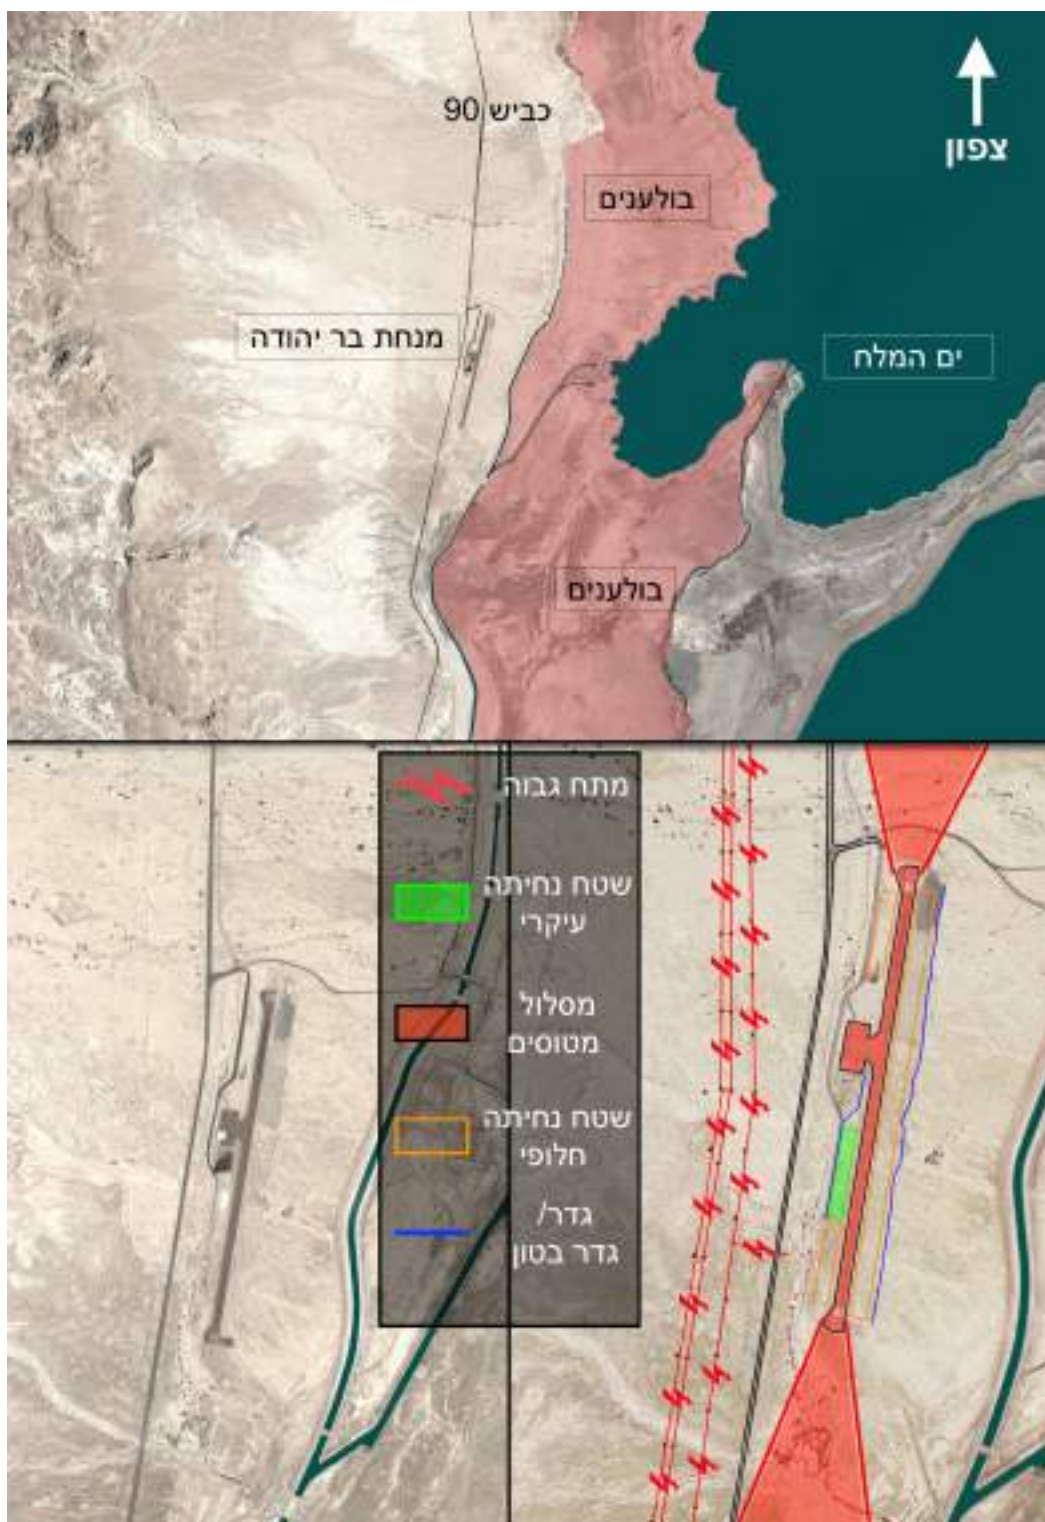 כביש 90
צפון
בולענים
מנחת בר יהודה
ים המלח
בולענים
מתח גבוה
שטח נחיתה
עיקרי
מסלול
מטוסים
שטח נחיתה
חלופי
גדר/
גדר בטון